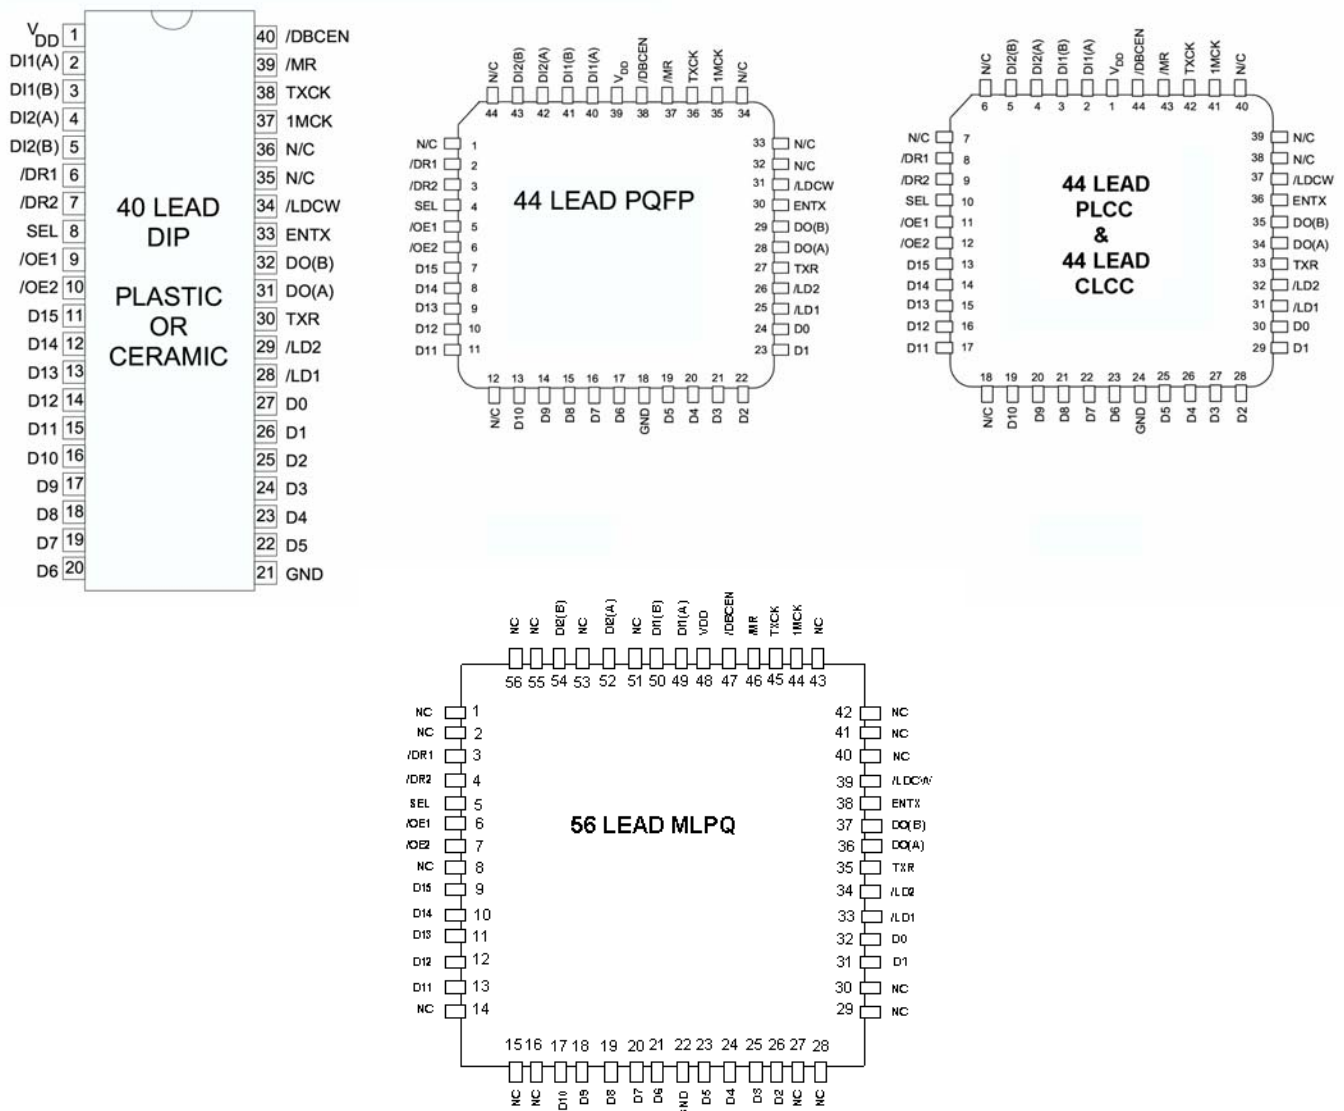 VDD 1
DI1(A) 2
DI1(B) 3
DI2(A) 4
DI2(B) 5
/DR1 6
/DR2 7
SEL 8
/OE1 9
/OE2 10
D15 11
D14 12
D13 13
D12 14
D11 15
D10 16
D9 17
D8 18
D7 19
D6 20
40 LEAD
DIP
PLASTIC
OR
CERAMIC
40 /DBCEN
39 /MR
38 TXCK
37 1MCK
36 N/C
35 N/C
34 /LDCW
33 ENTX
32 DO(B)
31 DO(A)
30 TXR
29 /LD2
28 /LD1
27 D0
26 D1
25 D2
24 D3
23 D4
22 D5
21 GND
N/C DI2(B) DI2(A) DI1(B) DI1(A) VDD /DBCEN /MR TXCK 1MCK N/C
44 43 42 41 40 39 38 37 36 35 34
N/C 1
/DR1 2
/DR2 3
SEL 4
/OE1 5
/OE2 6
D15 7
D14 8
D13 9
D12 10
D11 11
44 LEAD PQFP
33 N/C
32 N/C
31 /LDCW
30 ENTX
29 DO(B)
28 DO(A)
27 TXR
26 /LD2
25 /LD1
24 D0
23 D1
12 13 14 15 16 17 18 19 20 21 22
N/C D10 D9 D8 D7 D6 GND D5 D4 D3 D2
N/C DI2(B) DI2(A) DI1(B) DI1(A) VDD /DBCEN /MR TXCK 1MCK N/C
6 5 4 3 2 1 44 43 42 41 40
N/C 7
/DR1 8
/DR2 9
SEL 10
/OE1 11
/OE2 12
D15 13
D14 14
D13 15
D12 16
D11 17
44 LEAD
PLCC
&
44 LEAD
CLCC
39 N/C
38 N/C
37 /LDCW
36 ENTX
35 DO(B)
34 DO(A)
33 TXR
32 /LD2
31 /LD1
30 D0
29 D1
18 19 20 21 22 23 24 25 26 27 28
N/C D10 D9 D8 D7 D6 GND D5 D4 D3 D2
NC NC DI2(B) NC DI2(A) NC DI1(B) DI1(A) VDD /DBCEN /MR TXCK 1MCK NC
56 55 54 53 52 51 50 49 48 47 46 45 44 43
NC 1
NC 2
/DR1 3
/DR2 4
SEL 5
/OE1 6
/OE2 7
NC 8
D15 9
D14 10
D13 11
D12 12
D11 13
NC 14
56 LEAD MLPQ
42 NC
41 NC
40 NC
39 /LDCW
38 ENTX
37 DO(B)
36 DO(A)
35 TXR
34 /LD2
33 /LD1
32 D0
31 D1
30 NC
29 NC
15 16 17 18 19 20 21 22 23 24 25 26 27 28
NC NC D10 D9 D8 D7 D6 GND D5 D4 D3 D2 NC NC